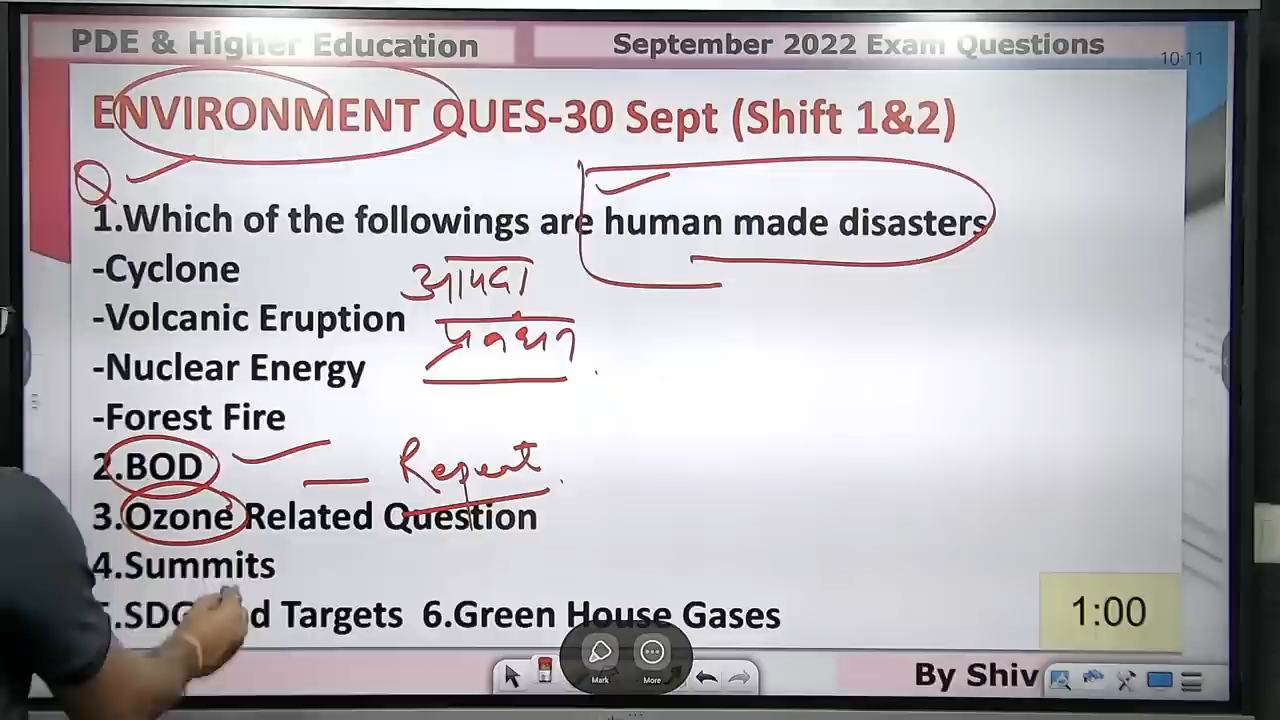 PDE & Higher Education
September 2022 Exam Questions
10:11
ENVIRONMENT QUES-30 Sept (Shift 1&2)
Q
1.Which of the followings are human made disasters
-Cyclone
आपदा
-Volcanic Eruption
प्रबंधन
-Nuclear Energy
-Forest Fire
2.BOD — Repeat
3.Ozone Related Question
4.Summits
Targets 6.Green House Gases
1:00
Mark
More
By Shiv